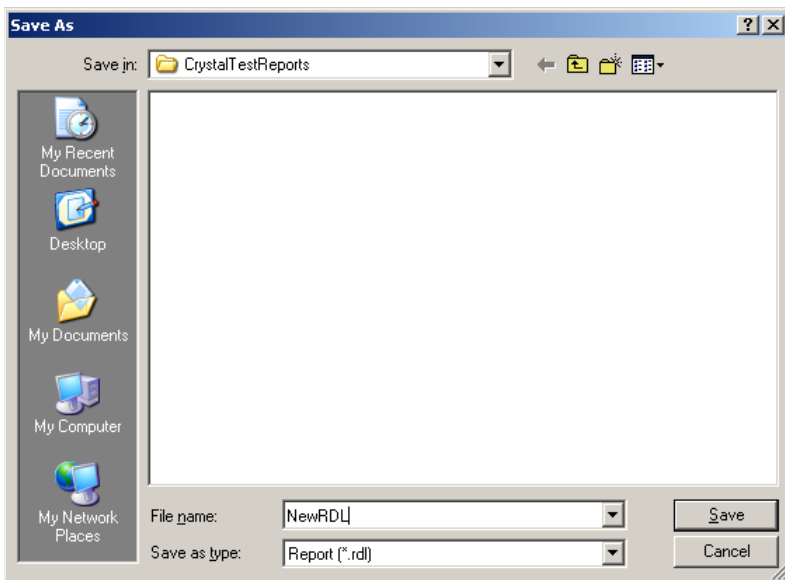 Save As
Save in:
CrystalTestReports
My Recent
Documents
Desktop
My Documents
My Computer
My Network
Places
File name:
NewRDL
Save
Save as type:
Report (*.rdl)
Cancel